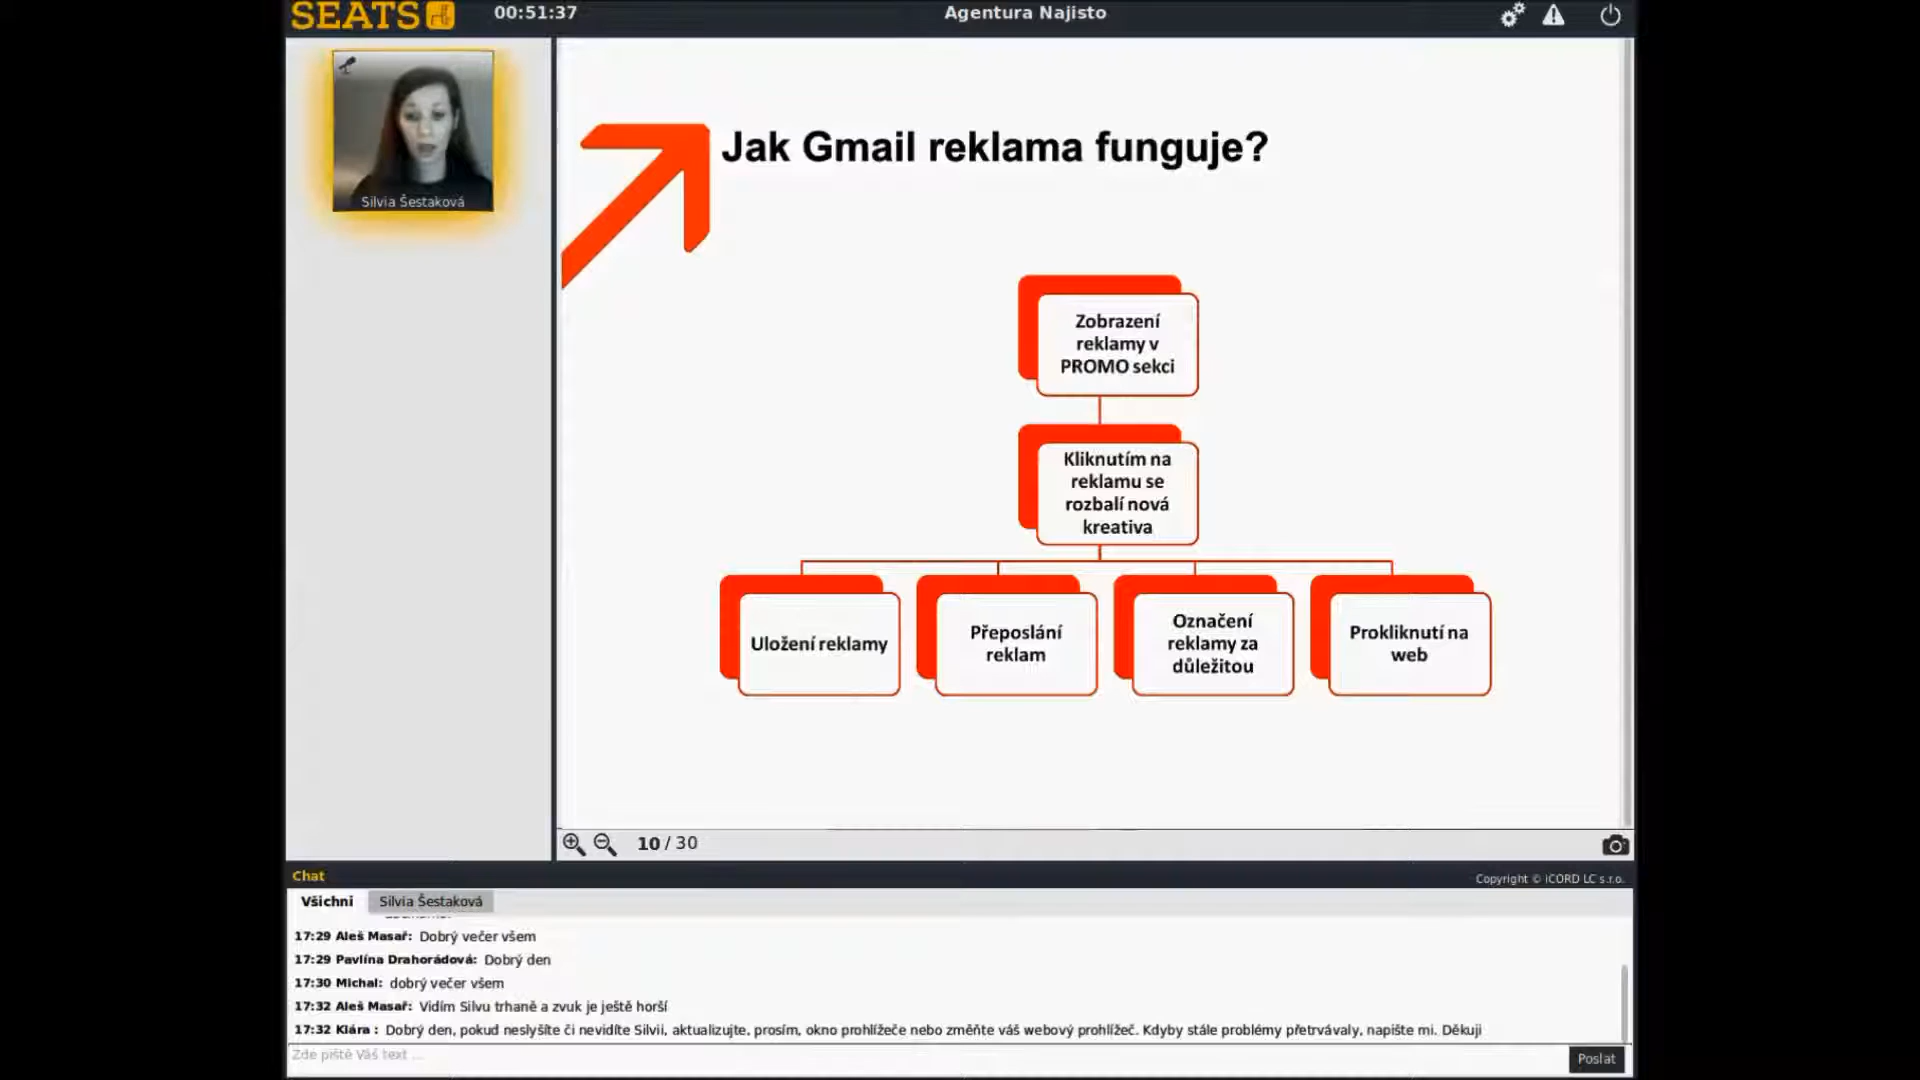 SEATS
00:51:37
Agentura Najisto
Silvia Šestaková
Jak Gmail reklama funguje?
Zobrazení
reklamy v
PROMO sekci
Kliknutím na
reklamu se
rozbalí nová
kreativa
Uložení reklamy
Přeposlání
reklam
Označení
reklamy za
důležitou
Prokliknutí na
web
10 / 30
Chat
Copyright © iCORD LC s.r.o.
Všichni
Silvia Šestaková
17:29 Aleš Masař: Dobrý večer všem
17:29 Pavlína Drahorádová: Dobrý den
17:30 Michal: dobrý večer všem
17:32 Aleš Masař: Vidím Silvu trhaně a zvuk je ještě horší
17:32 Klára : Dobrý den, pokud neslyšíte či nevidíte Silvii, aktualizujte, prosím, okno prohlížeče nebo změňte váš webový prohlížeč. Kdyby stále problémy přetrvávaly, napište mi. Děkuji
Zde piště Váš text ...
Poslat